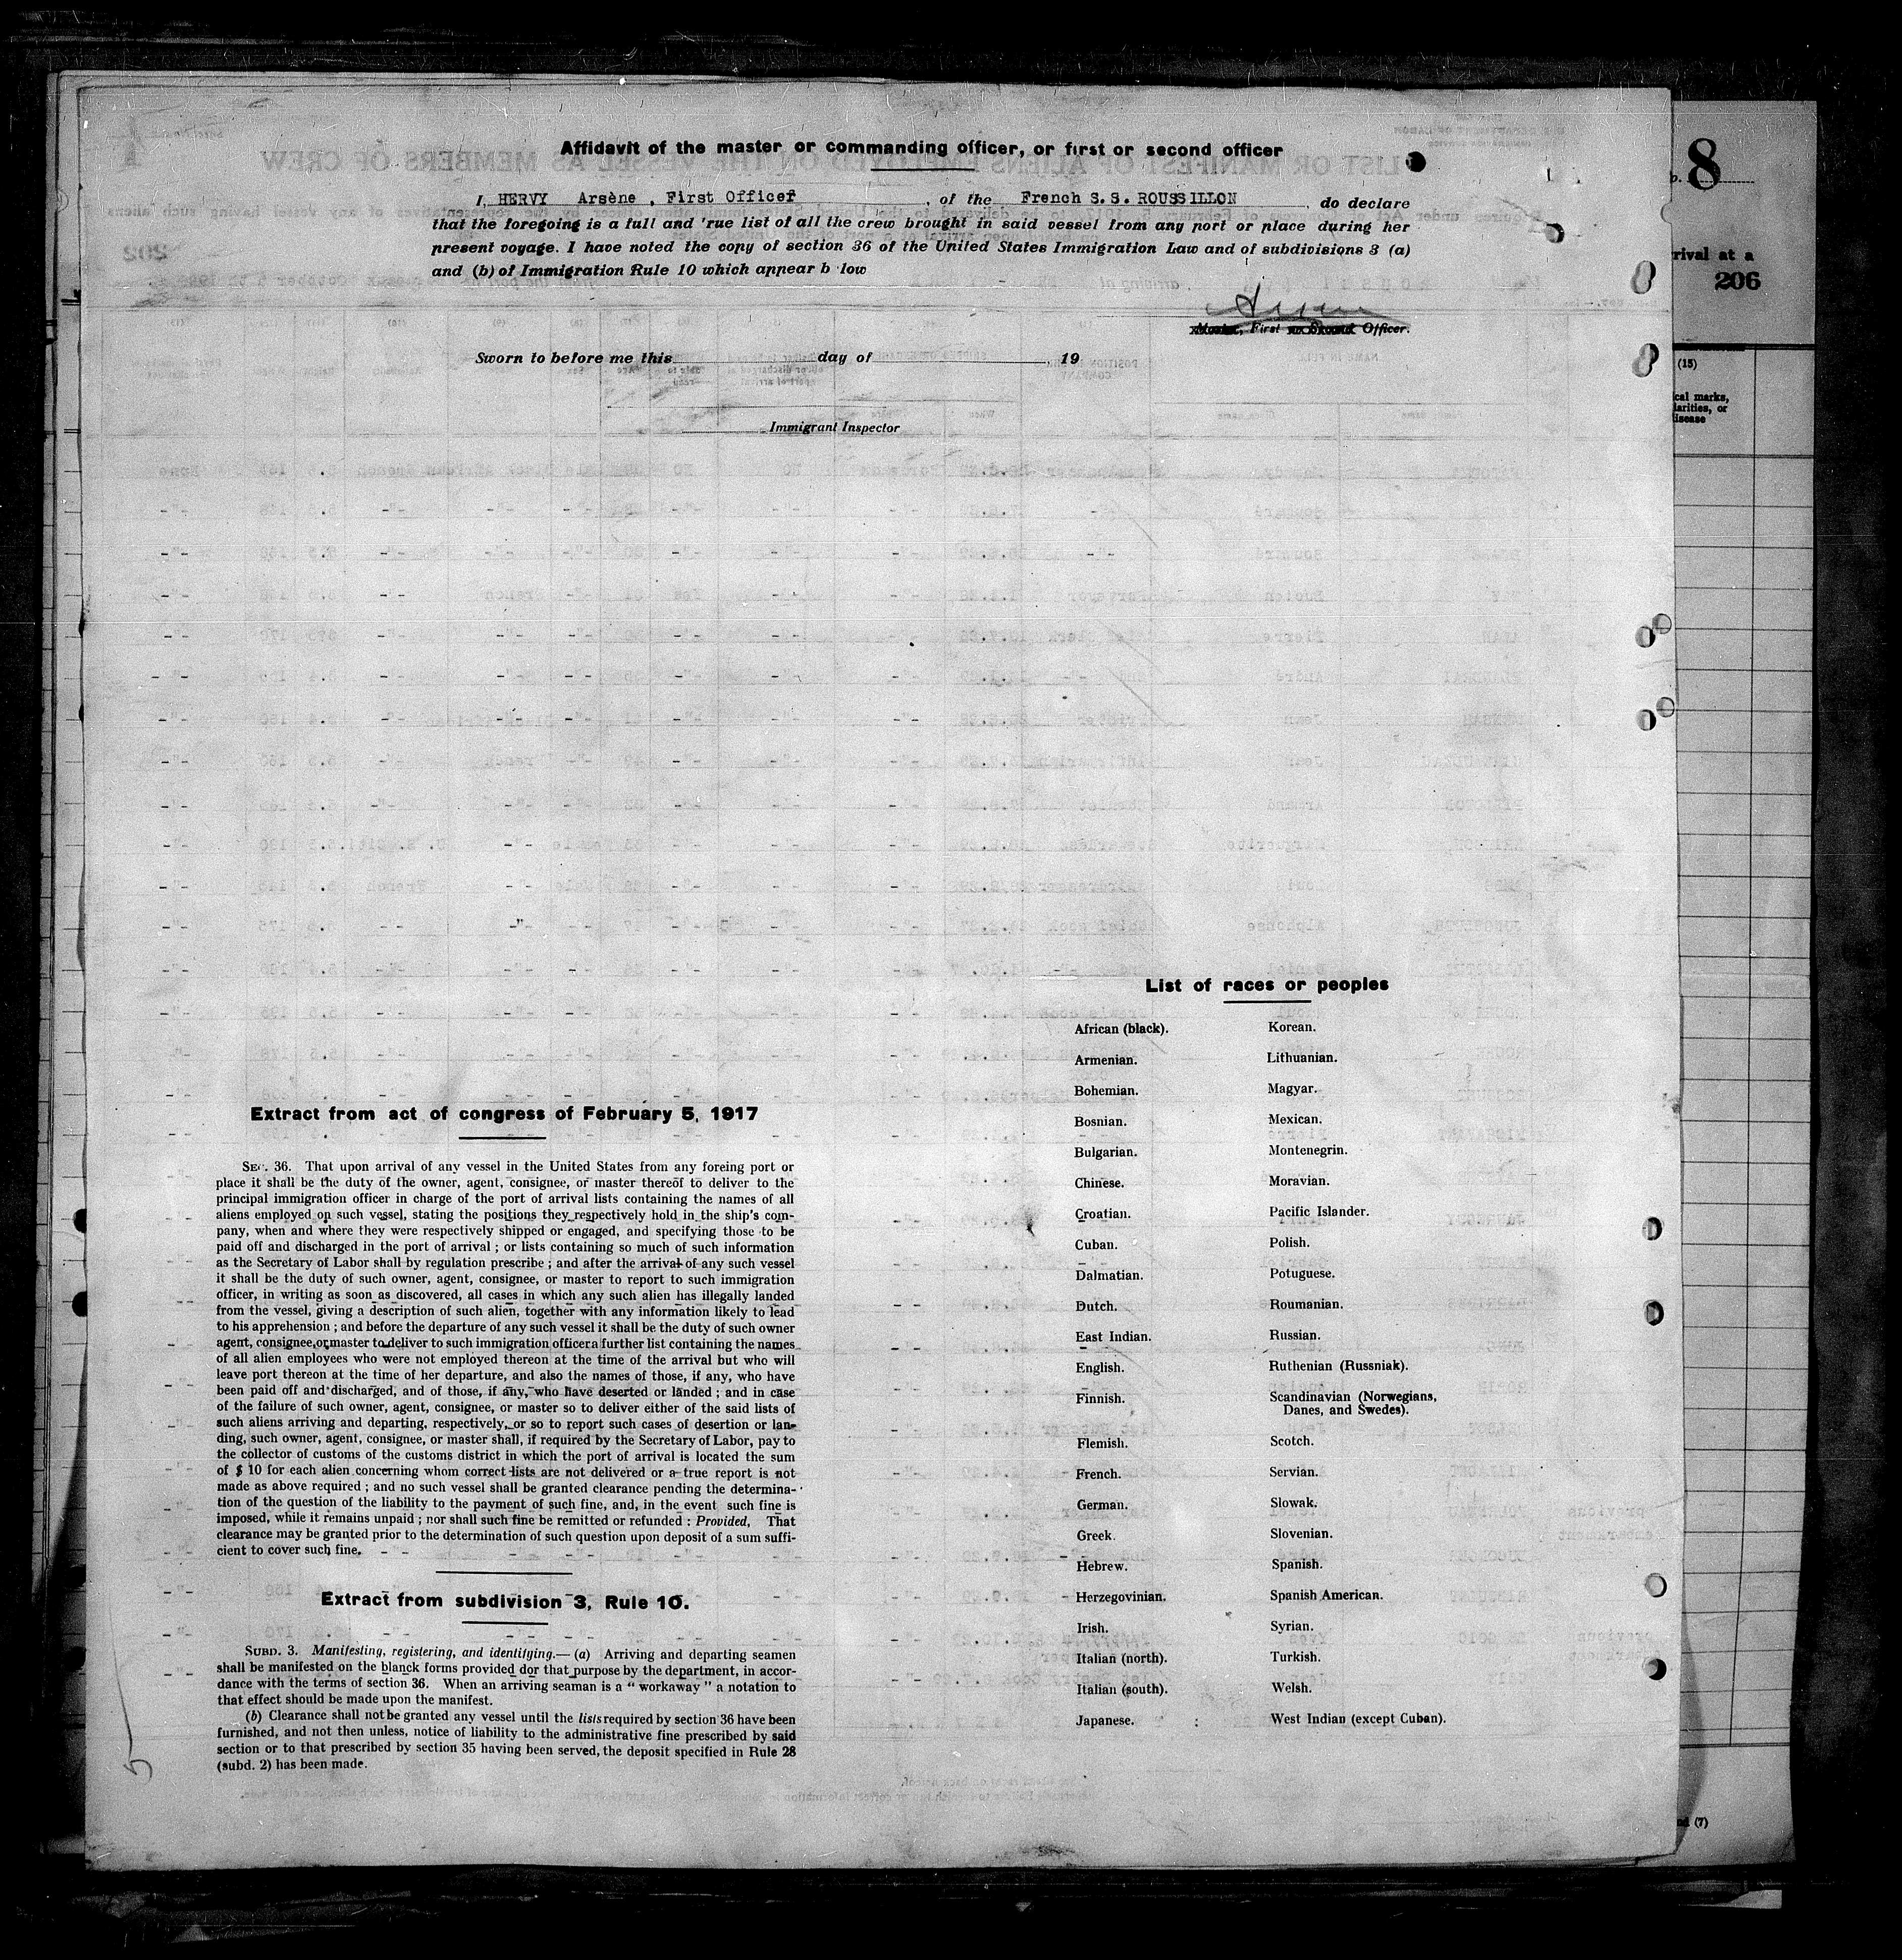 Affidavit of the master or commanding officer, or first or second officer
I, HERVY Arsène , First Officer , of the French S.S. ROUSSILLON , do declare
that the foregoing is a full and 'rue list of all the crew brought in said vessel from any port or place during her
present voyage. I have noted the copy of section 36 of the United States Immigration Law and of subdivisions 3 (a)
and (b) of Immigration Rule 10 which appear b low
Master, First or Second Officer.
Sworn to before me this day of , 19
Immigrant Inspector
8
rival at a
206
(15)
cal marks,
larities, or
disease
List of races or peoples
African (black). Korean.
Armenian. Lithuanian.
Bohemian. Magyar.
Bosnian. Mexican.
Bulgarian. Montenegrin.
Chinese. Moravian.
Croatian. Pacific Islander.
Cuban. Polish.
Dalmatian. Potuguese.
Dutch. Roumanian.
East Indian. Russian.
English. Ruthenian (Russniak).
Finnish. Scandinavian (Norwegians,
Danes, and Swedes).
Flemish. Scotch.
French. Servian.
German. Slowak.
Greek. Slovenian.
Hebrew. Spanish.
Herzegovinian. Spanish American.
Irish. Syrian.
Italian (north). Turkish.
Italian (south). Welsh.
Japanese. : West Indian (except Cuban).
Extract from act of congress of February 5, 1917
SEC. 36. That upon arrival of any vessel in the United States from any foreing port or
place it shall be the duty of the owner, agent, consignee, or master thereof to deliver to the
principal immigration officer in charge of the port of arrival lists containing the names of all
aliens employed on such vessel, stating the positions they respectively hold in the ship's com-
pany, when and where they were respectively shipped or engaged, and specifying those to be
paid off and discharged in the port of arrival ; or lists containing so much of such information
as the Secretary of Labor shall by regulation prescribe ; and after the arrival of any such vessel
it shall be the duty of such owner, agent, consignee, or master to report to such immigration
officer, in writing as soon as discovered, all cases in which any such alien has illegally landed
from the vessel, giving a description of such alien, together with any information likely to lead
to his apprehension ; and before the departure of any such vessel it shall be the duty of such owner
agent, consignee,or master to deliver to such immigration officer a further list containing the names
of all alien employees who were not employed thereon at the time of the arrival but who will
leave port thereon at the time of her departure, and also the names of those, if any, who have
been paid off and discharged, and of those, if any, who have deserted or landed ; and in case
of the failure of such owner, agent, consignee, or master so to deliver either of the said lists of
such aliens arriving and departing, respectively, or so to report such cases of desertion or lan-
ding, such owner, agent, consignee, or master shall, if required by the Secretary of Labor, pay to
the collector of customs of the customs district in which the port of arrival is located the sum
of $ 10 for each alien concerning whom correct lists are not delivered or a true report is not
made as above required ; and no such vessel shall be granted clearance pending the determina-
tion of the question of the liability to the payment of such fine, and, in the event such fine is
imposed, while it remains unpaid ; nor shall such fine be remitted or refunded : Provided, That
clearance may be granted prior to the determination of such question upon deposit of a sum suffi-
cient to cover such fine.
Extract from subdivision 3, Rule 10.
SUBD. 3. Manifesting, registering, and identifying.— (a) Arriving and departing seamen
shall be manifested on the blanck forms provided dor that purpose by the department, in accor-
dance with the terms of section 36. When an arriving seaman is a “ workaway ” a notation to
that effect should be made upon the manifest.
(b) Clearance shall not be granted any vessel until the lists required by section 36 have been
furnished, and not then unless, notice of liability to the administrative fine prescribed by said
section or to that prescribed by section 35 having been served, the deposit specified in Rule 28
(subd. 2) has been made.
5
nd (7)